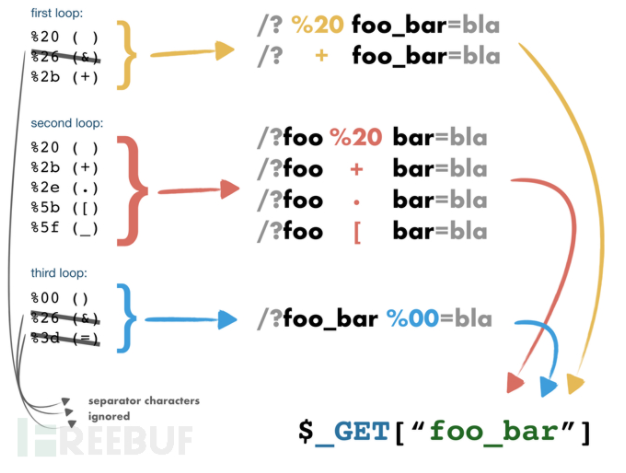 first loop:
%20 ( )
%26 (&)
%2b (+)
/? %20 foo_bar=bla
/? + foo_bar=bla
second loop:
%20 ( )
%2b (+)
%2e (.)
%5b ([)
%5f (_)
/?foo %20 bar=bla
/?foo + bar=bla
/?foo . bar=bla
/?foo [ bar=bla
third loop:
%00 ()
%26 (&)
%3d (=)
/?foo_bar %00=bla
separator characters
ignored
$_GET["foo_bar"]
FREEBUF